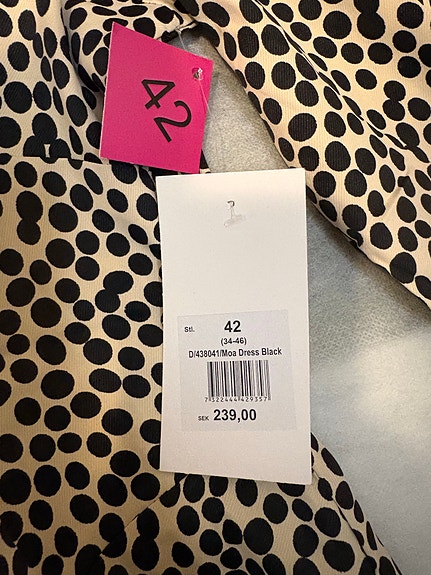 42
Stl. 42
(34-46)
D/438041/Moa Dress Black
7322444429357
SEK 239,00